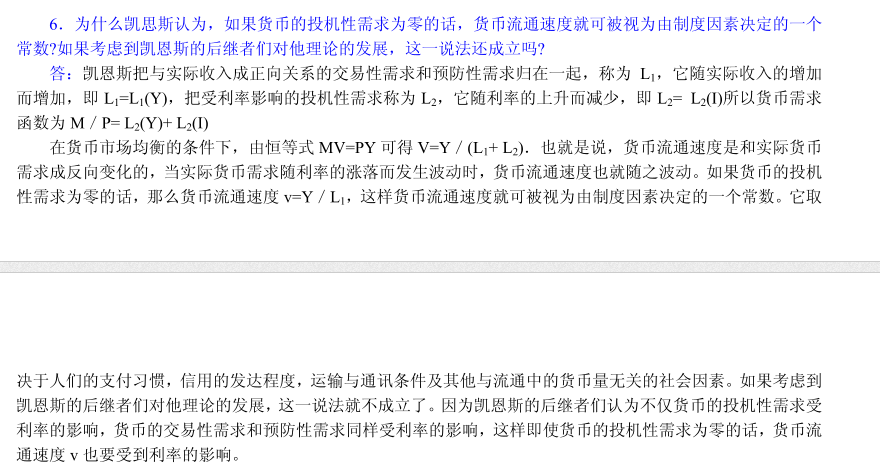 6．为什么凯思斯认为，如果货币的投机性需求为零的话，货币流通速度就可被视为由制度因素决定的一个
常数?如果考虑到凯恩斯的后继者们对他理论的发展，这一说法还成立吗?
答：凯恩斯把与实际收入成正向关系的交易性需求和预防性需求归在一起，称为 L₁，它随实际收入的增加
而增加，即 L₁=L₁(Y)，把受利率影响的投机性需求称为 L₂，它随利率的上升而减少，即 L₂= L₂(I)所以货币需求
函数为 M／P= L₂(Y)+ L₂(I)
在货币市场均衡的条件下，由恒等式 MV=PY 可得 V=Y／(L₁+ L₂)．也就是说，货币流通速度是和实际货币
需求成反向变化的，当实际货币需求随利率的涨落而发生波动时，货币流通速度也就随之波动。如果货币的投机
性需求为零的话，那么货币流通速度 v=Y／L₁，这样货币流通速度就可被视为由制度因素决定的一个常数。它取
决于人们的支付习惯，信用的发达程度，运输与通讯条件及其他与流通中的货币量无关的社会因素。如果考虑到
凯恩斯的后继者们对他理论的发展，这一说法就不成立了。因为凯恩斯的后继者们认为不仅货币的投机性需求受
利率的影响，货币的交易性需求和预防性需求同样受利率的影响，这样即使货币的投机性需求为零的话，货币流
通速度 v 也要受到利率的影响。